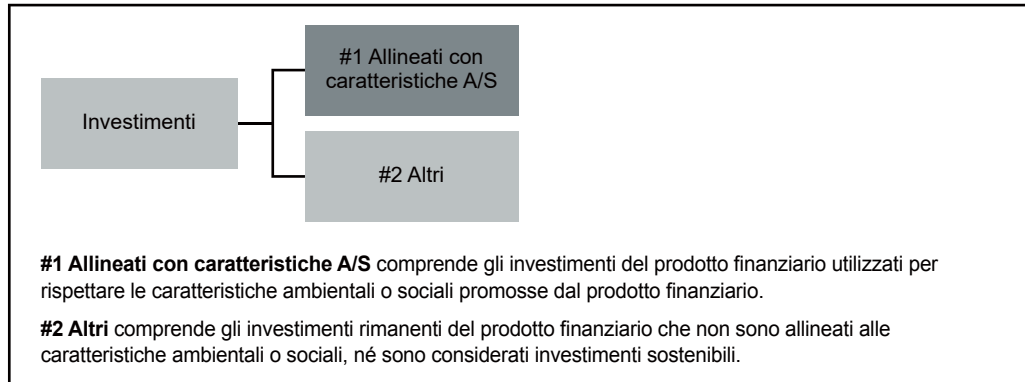 #1 Allineati con
caratteristiche A/S
Investimenti
#2 Altri
#1 Allineati con caratteristiche A/S comprende gli investimenti del prodotto finanziario utilizzati per
rispettare le caratteristiche ambientali o sociali promosse dal prodotto finanziario.
#2 Altri comprende gli investimenti rimanenti del prodotto finanziario che non sono allineati alle
caratteristiche ambientali o sociali, né sono considerati investimenti sostenibili.